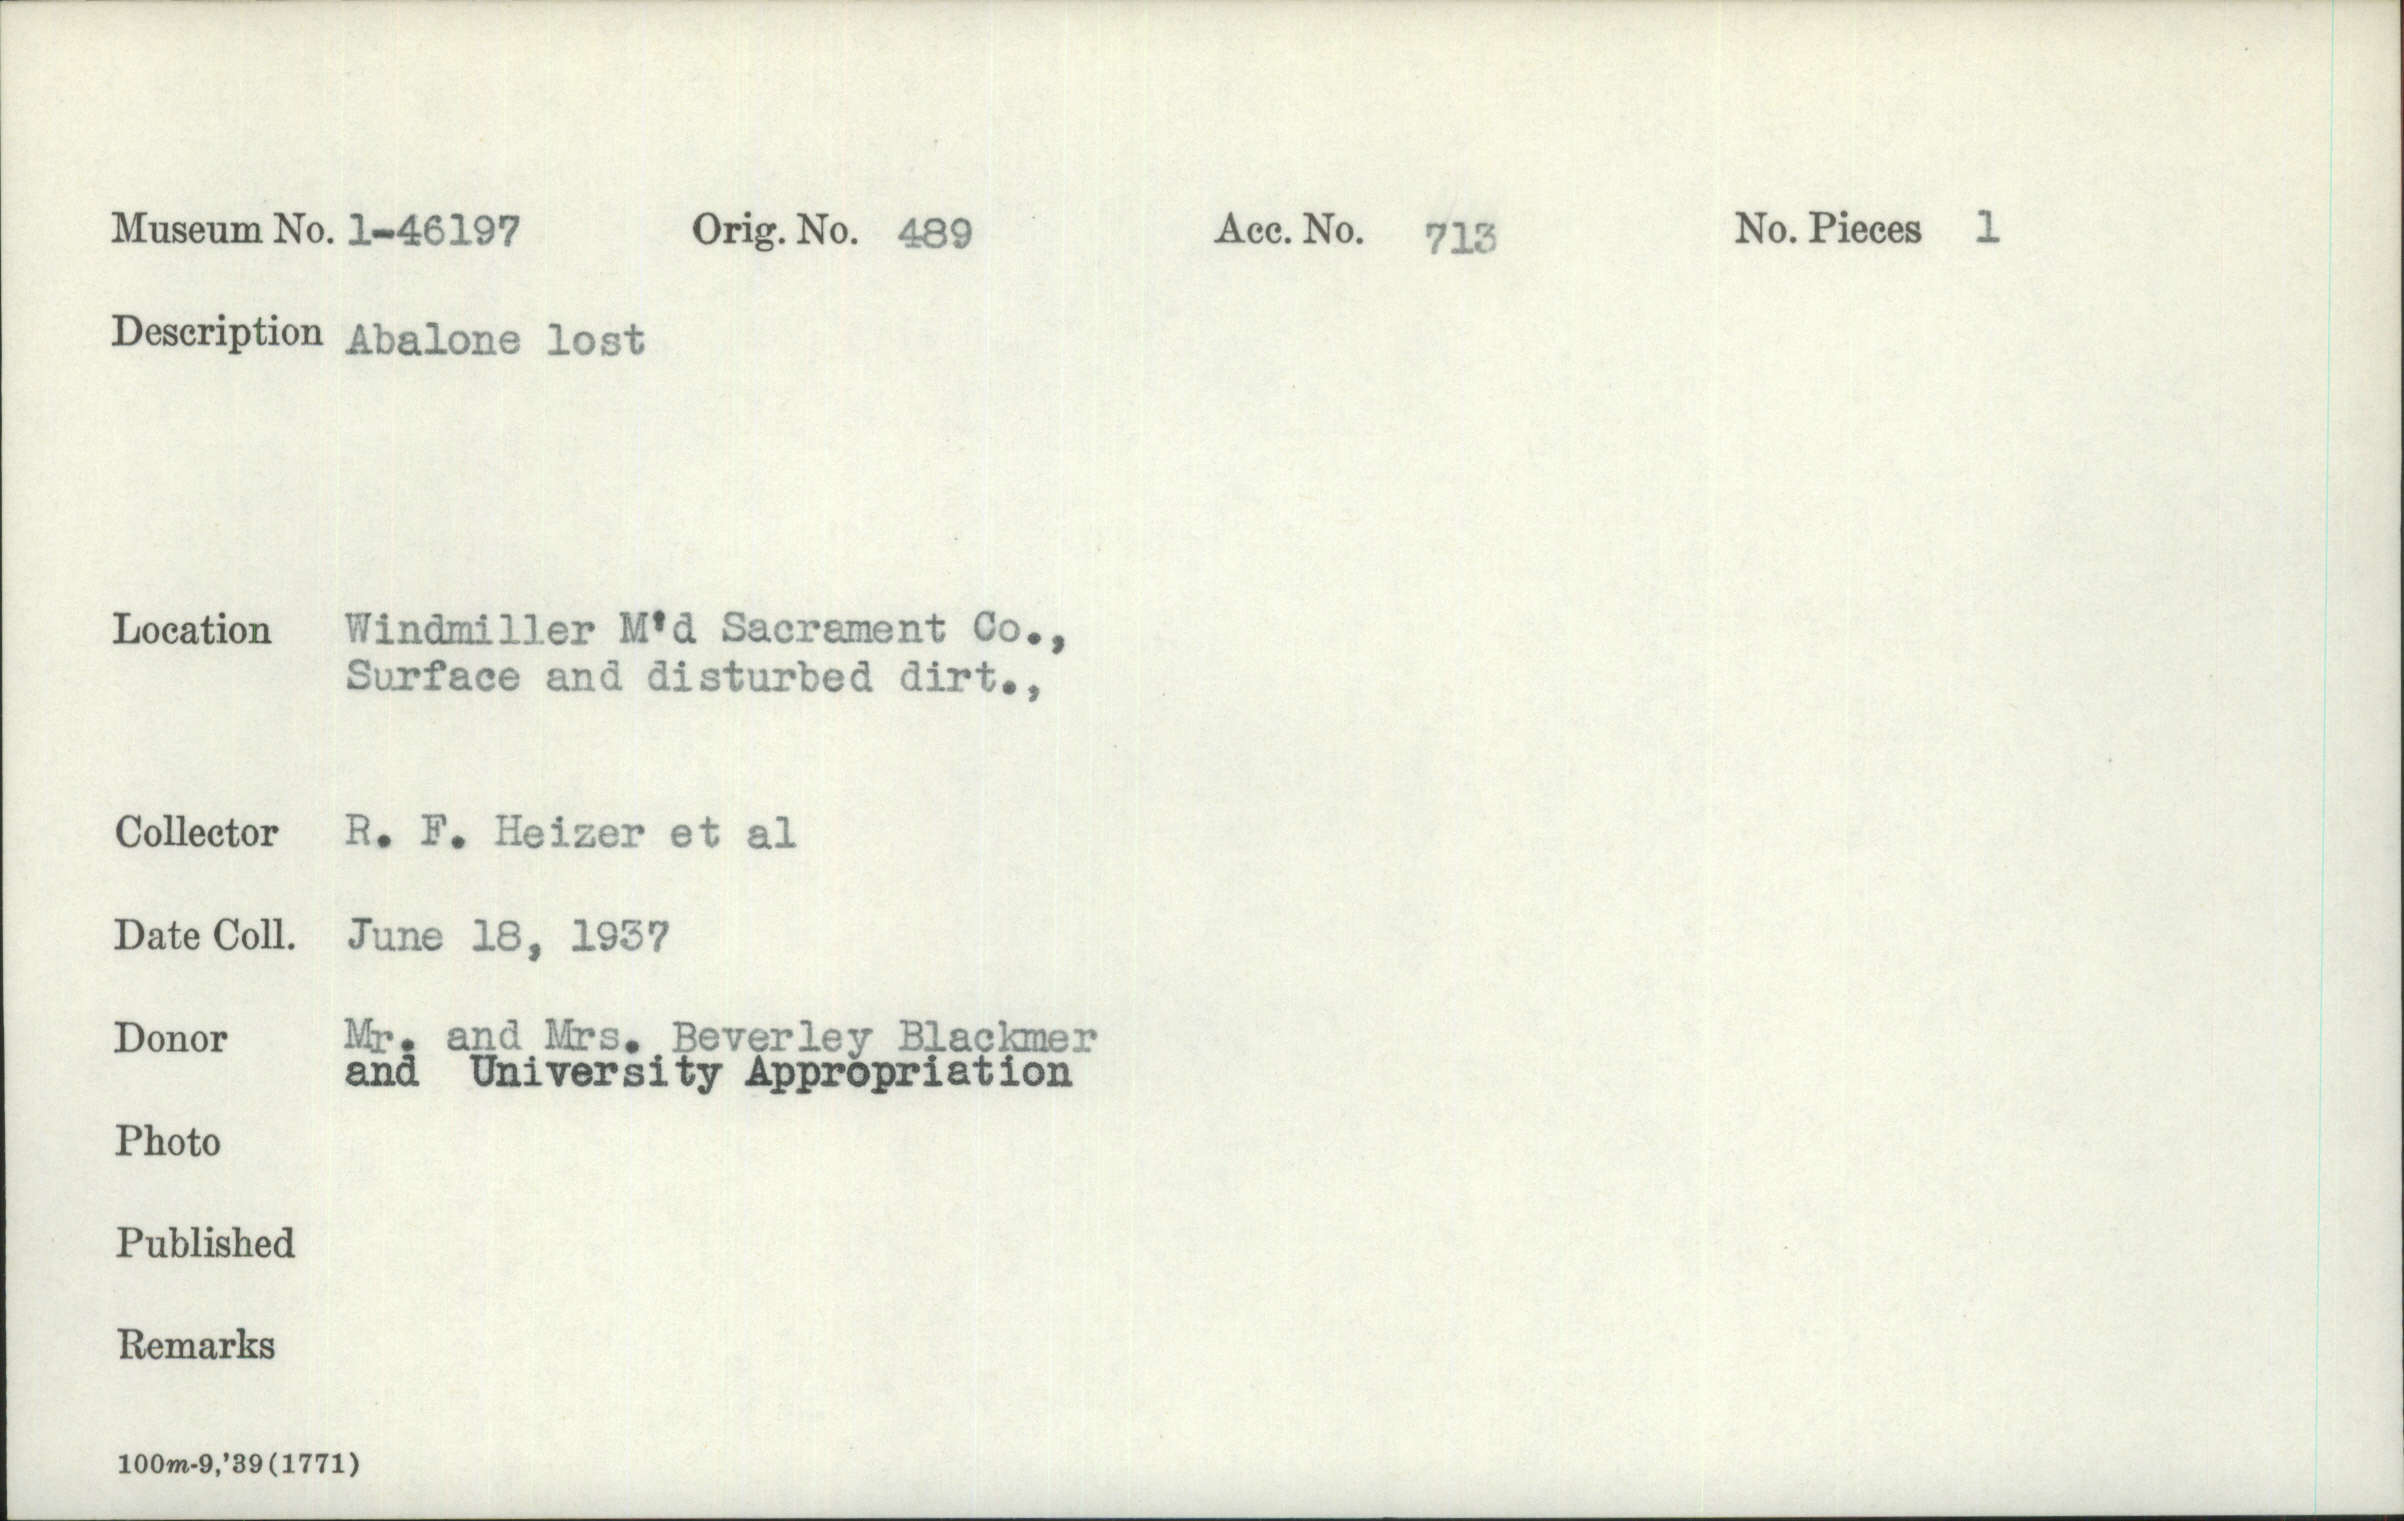 Museum No. 1-46197 Orig. No. 489 Acc. No. 713 No. Pieces 1
Description Abalone lost
Location Windmiller M'd Sacrament Co.,
Surface and disturbed dirt.,
Collector R. F. Heizer et al
Date Coll. June 18, 1937
Donor Mr. and Mrs. Beverley Blackmer
and University Appropriation
Photo
Published
Remarks
100m-9,'39(1771)